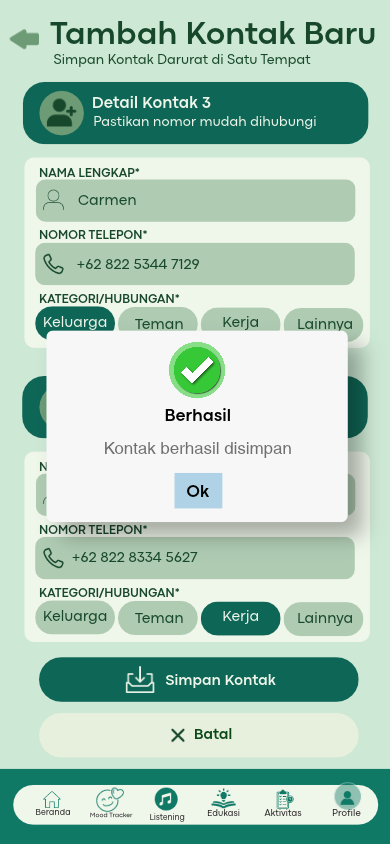 Tambah Kontak Baru
Simpan Kontak Darurat di Satu Tempat
Detail Kontak 3
Pastikan nomor mudah dihubungi
NAMA LENGKAP*
Carmen
NOMOR TELEPON*
+62 822 5344 7129
KATEGORI/HUBUNGAN*
Keluarga Teman Kerja Lainnya
Berhasil
Kontak berhasil disimpan
Ok
NOMOR TELEPON*
+62 822 8334 5627
KATEGORI/HUBUNGAN*
Keluarga Teman Kerja Lainnya
Simpan Kontak
Batal
Beranda Mood Tracker Listening Edukasi Aktivitas Profile